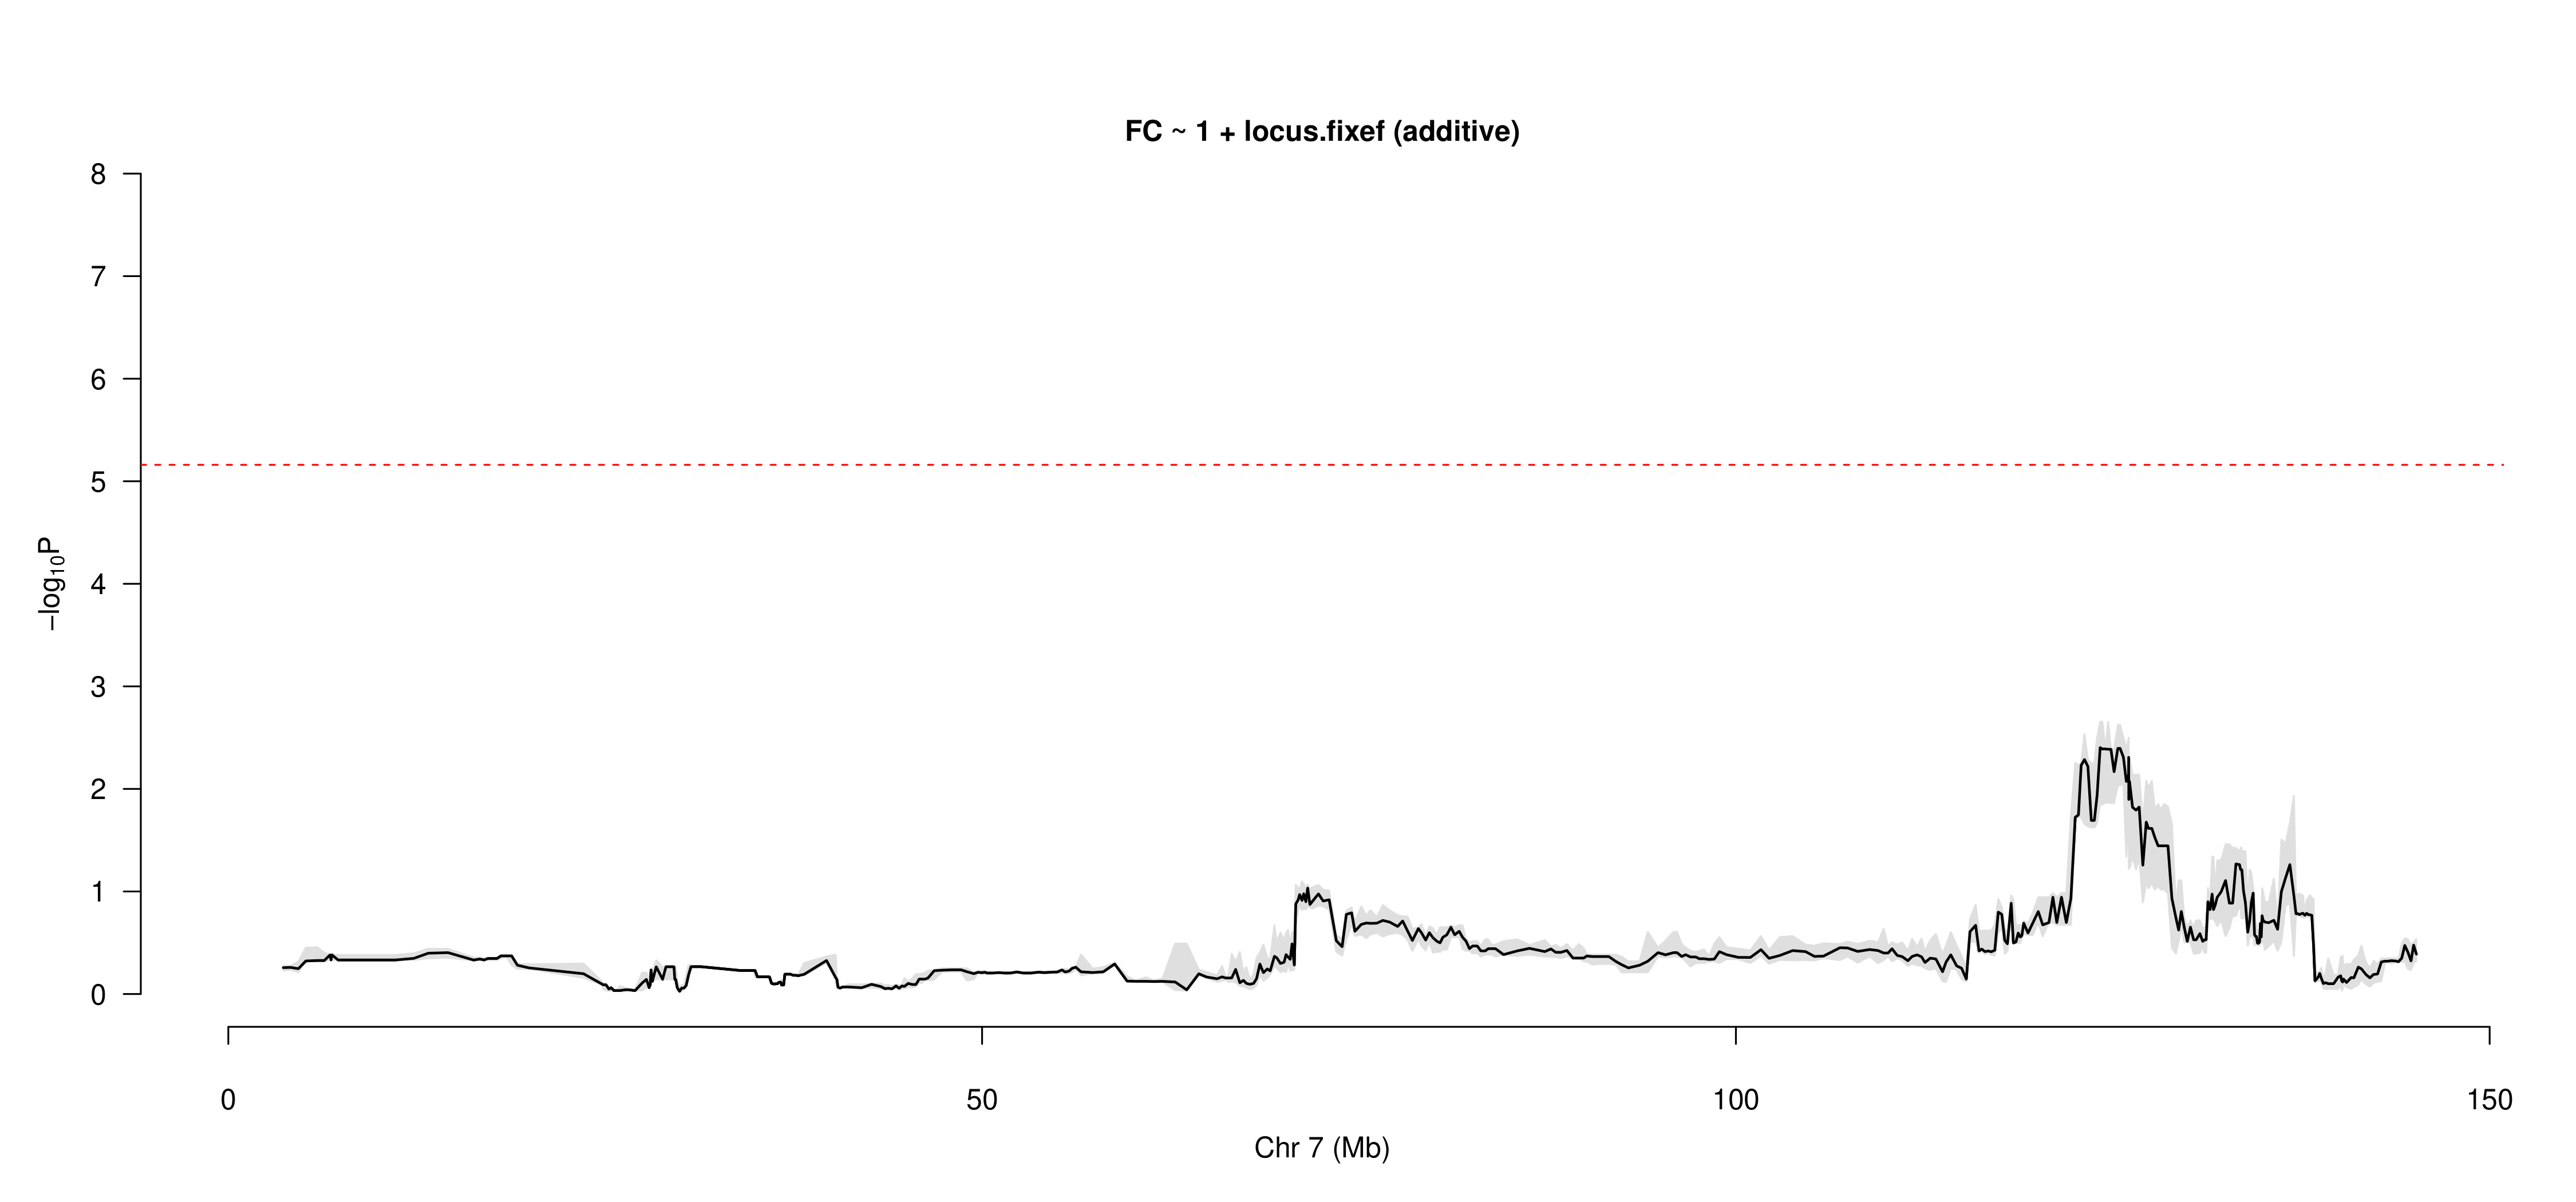 FC ~ 1 + locus.fixef (additive)
8
7
6
5
4
3
2
1
0
−log10P
0 50 100 150
Chr 7 (Mb)